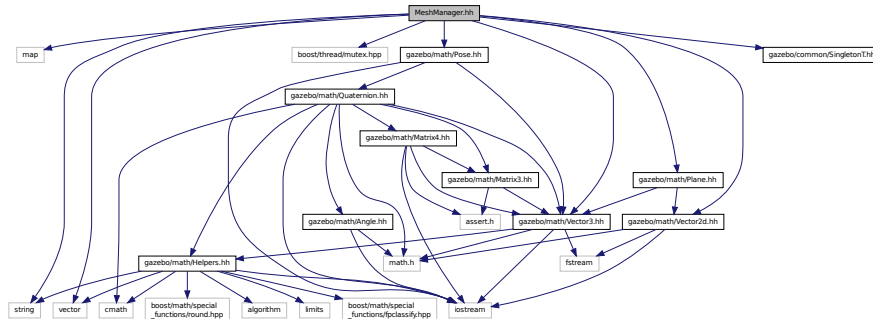 MeshManager.hh
map
boost/thread/mutex.hpp
gazebo/math/Pose.hh
gazebo/common/SingletonT.hh
gazebo/math/Quaternion.hh
gazebo/math/Matrix4.hh
gazebo/math/Matrix3.hh
gazebo/math/Plane.hh
gazebo/math/Angle.hh
assert.h
gazebo/math/Vector3.hh
gazebo/math/Vector2d.hh
gazebo/math/Helpers.hh
math.h
fstream
string
vector
cmath
boost/math/special
_functions/round.hpp
algorithm
limits
boost/math/special
_functions/fpclassify.hpp
iostream